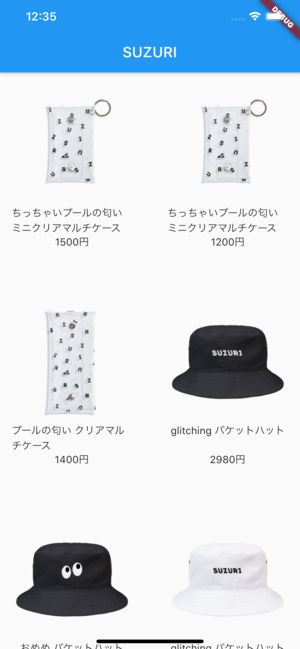 12:35
DEBUG
SUZURI
ちっちゃいプールの匂い
ミニクリアマルチケース
1500円
ちっちゃいプールの匂い
ミニクリアマルチケース
1200円
SUZURI
プールの匂い クリアマル
チケース
1400円
glitching バケットハット
2980円
SUZURI
おめめ バケットハット
glitching バケットハット